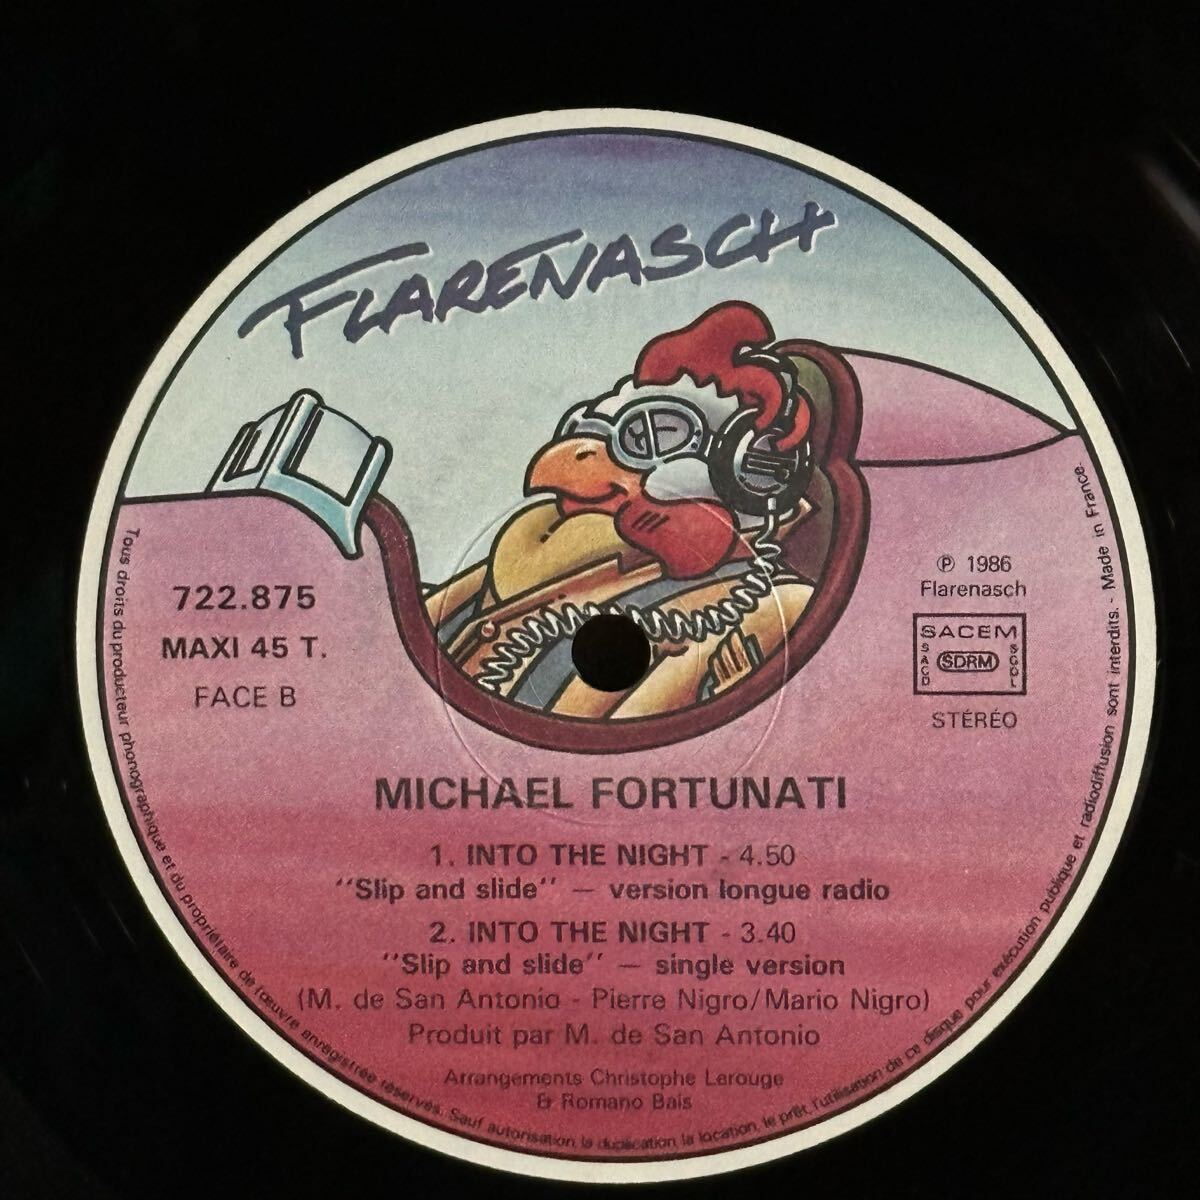 FLARENASCH
722.875
MAXI 45 T.
FACE B
℗ 1986
Flarenasch
SACEM
SACD
SDRM
SGDL
STÉRÉO
MICHAEL FORTUNATI
1. INTO THE NIGHT - 4.50
"Slip and slide" — version longue radio
2. INTO THE NIGHT - 3.40
"Slip and slide" — single version
(M. de San Antonio - Pierre Nigro/Mario Nigro)
Produit par M. de San Antonio
Arrangements Christophe Lerouge
& Romano Bais
Tous droits du producteur phonographique et du propriétaire de l'œuvre enregistrée réservés. Sauf autorisation, la duplication, la location, le prêt, l'utilisation de ce disque pour exécution publique et radiodiffusion sont interdits. - Made in France.